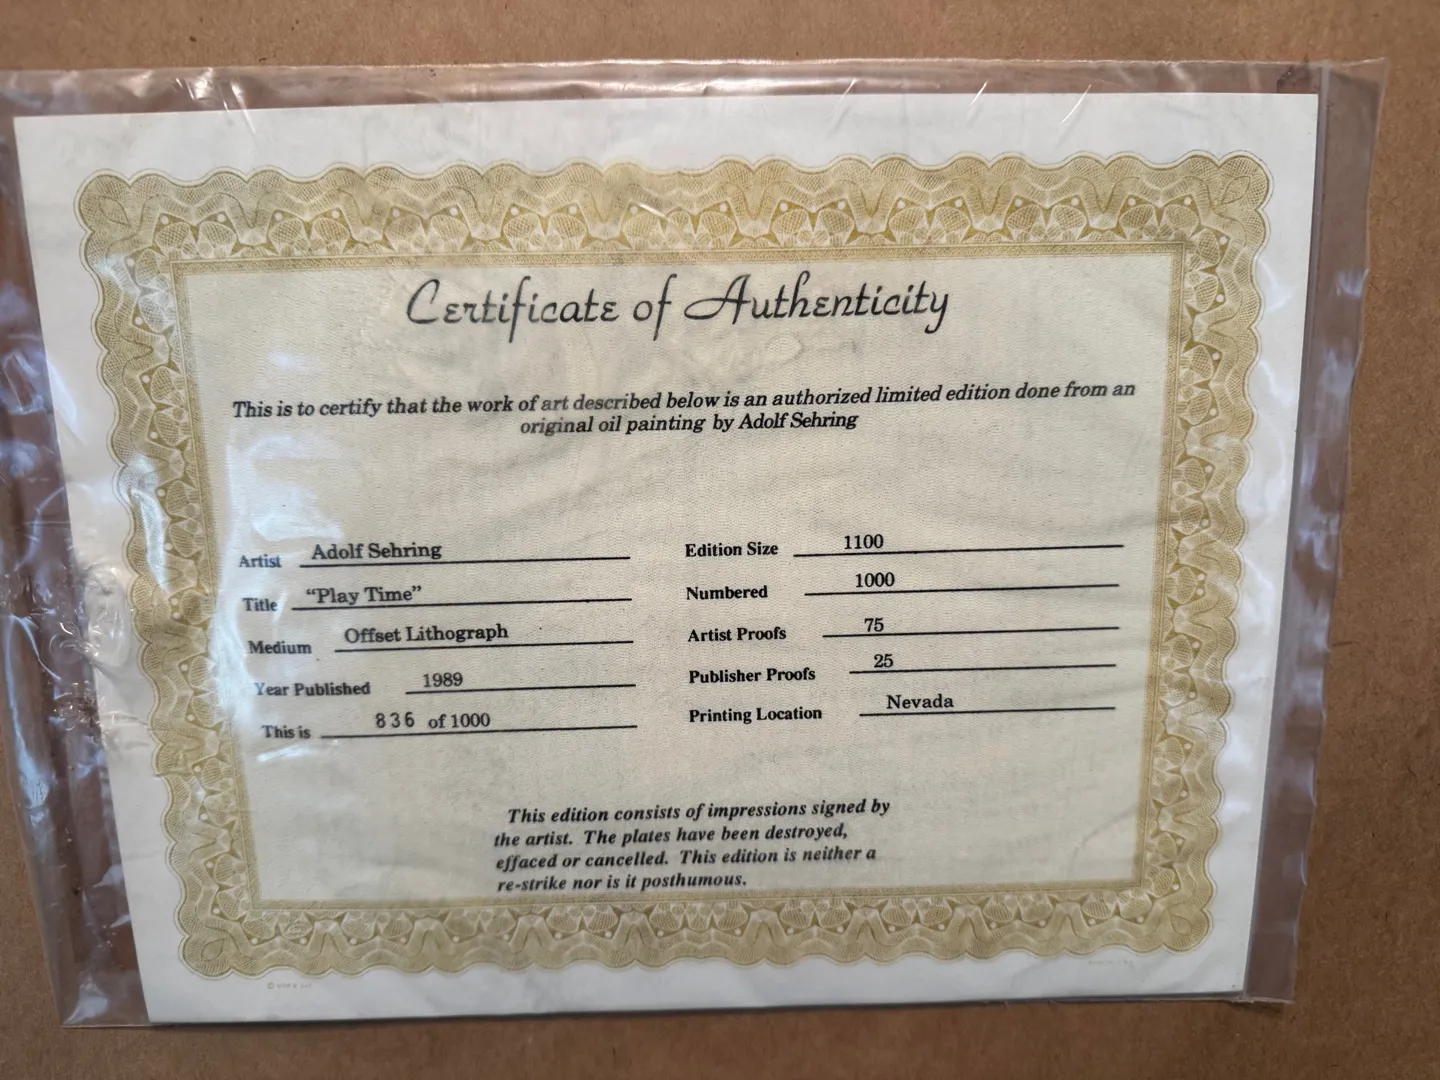 Certificate of Authenticity
This is to certify that the work of art described below is an authorized limited edition done from an
original oil painting by Adolf Sehring
Artist Adolf Sehring
Title "Play Time"
Medium Offset Lithograph
Year Published 1989
This is 836 of 1000
Edition Size 1100
Numbered 1000
Artist Proofs 75
Publisher Proofs 25
Printing Location Nevada
This edition consists of impressions signed by
the artist. The plates have been destroyed,
effaced or cancelled. This edition is neither a
re-strike nor is it posthumous.